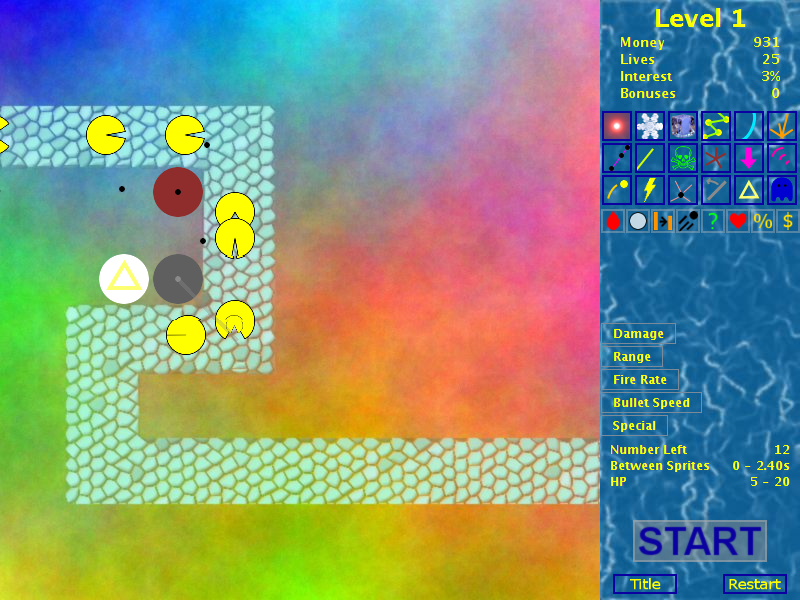 Level 1
Money 931
Lives 25
Interest 3%
Bonuses 0
? % $
Damage
Range
Fire Rate
Bullet Speed
Special
Number Left 12
Between Sprites 0 - 2.40s
HP 5 - 20
START
Title Restart